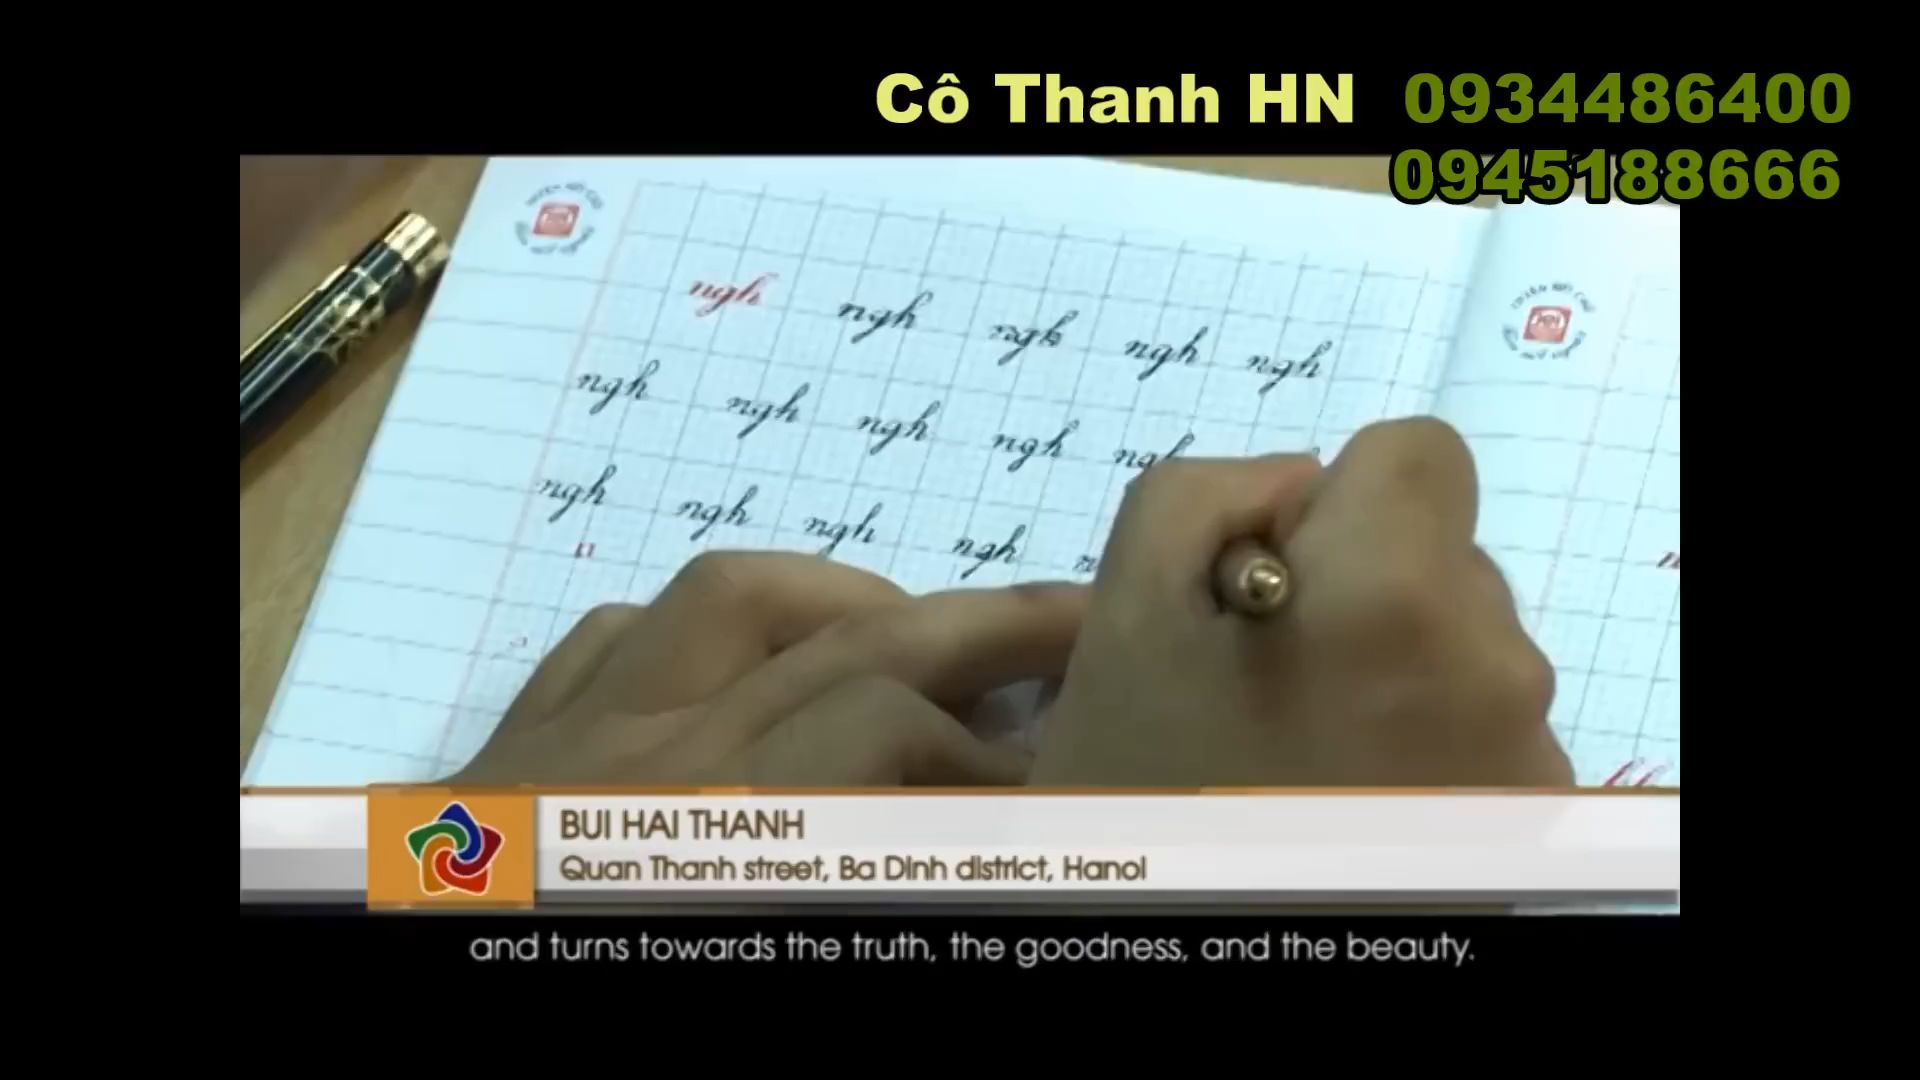 Cô Thanh HN 0934486400
0945188666
ngh ngh ngh ngh ngh
ngh ngh ngh ngh
ngh ngh ngh ngh
n
BUI HAI THANH
Quan Thanh street, Ba Dinh district, Hanoi
and turns towards the truth, the goodness, and the beauty.